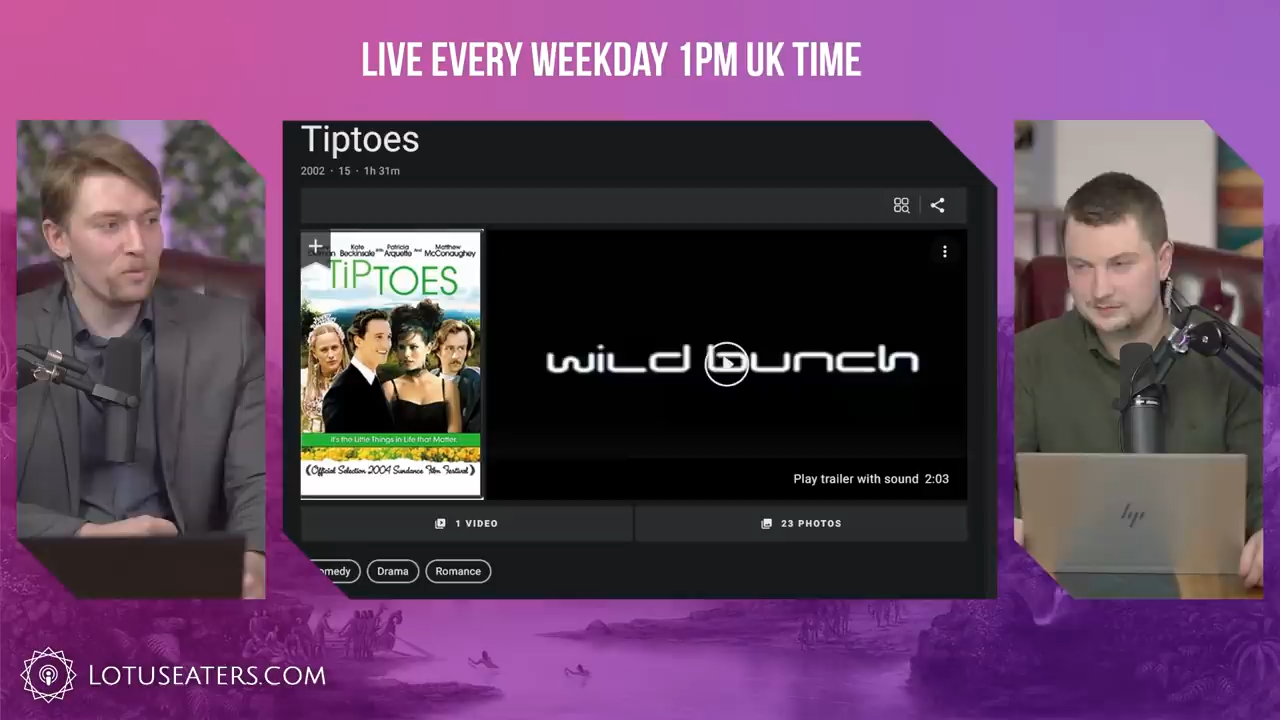 LIVE EVERY WEEKDAY 1PM UK TIME
Tiptoes
2002 · 15 · 1h 31m
Kate Beckinsale with Patricia Arquette And Matthew McConaughey
TiPTOES
It's the Little Things in Life that Matter.
(Official Selection 2004 Sundance Film Festival)
wild bunch
Play trailer with sound 2:03
1 VIDEO
23 PHOTOS
Drama
Romance
hp
LOTUSEATERS.COM